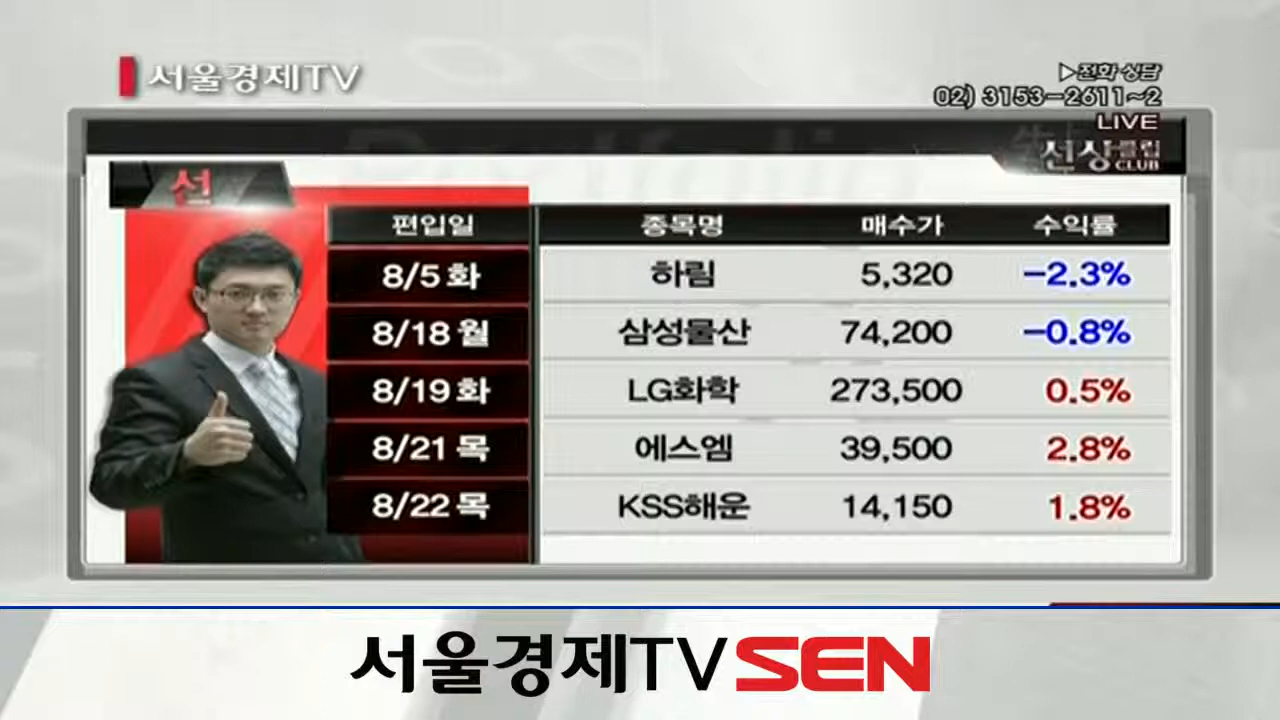 서울경제TV
▶전화 상담
02) 3153-2611~2
LIVE
선상클럽
CLUB
선
편입일 종목명 매수가 수익률
8/5 화 하림 5,320 -2.3%
8/18 월 삼성물산 74,200 -0.8%
8/19 화 LG화학 273,500 0.5%
8/21 목 에스엠 39,500 2.8%
8/22 목 KSS해운 14,150 1.8%
서울경제TV SEN